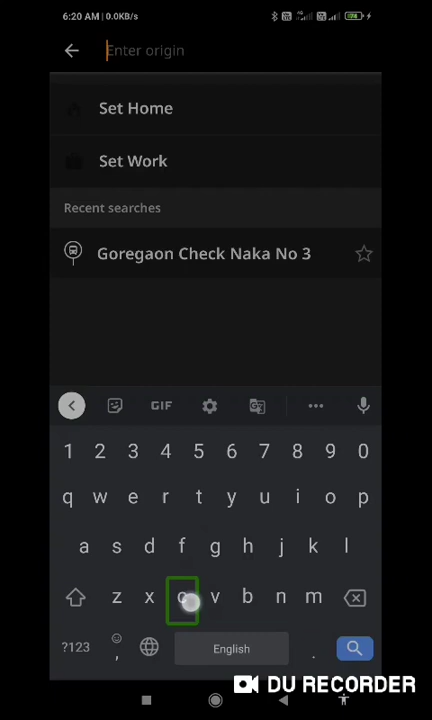 6:20 AM | 0.0KB/s
Enter origin
Set Home
Set Work
Recent searches
Goregaon Check Naka No 3
GIF
1 2 3 4 5 6 7 8 9 0
q w e r t y u i o p
a s d f g h j k l
z x c v b n m
?123 , English .
DU RECORDER